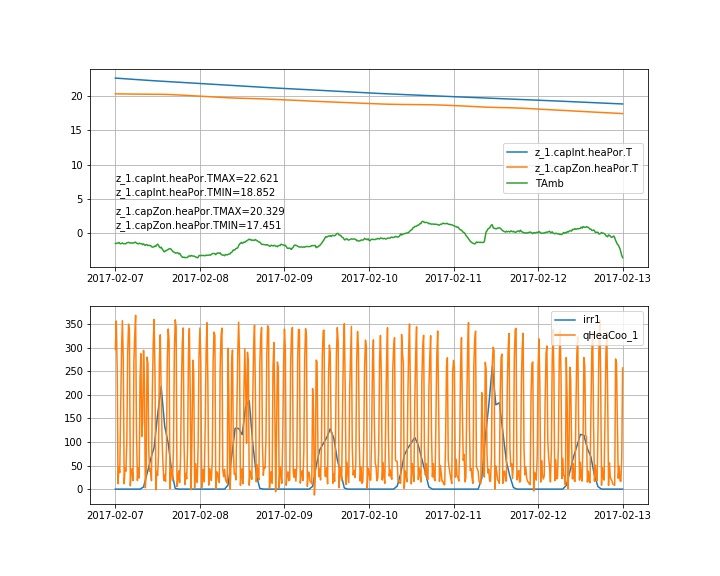 20
15
10
5
0
z_1.capInt.heaPor.T
z_1.capZon.heaPor.T
TAmb
z_1.capInt.heaPor.TMAX=22.621
z_1.capInt.heaPor.TMIN=18.852
z_1.capZon.heaPor.TMAX=20.329
z_1.capZon.heaPor.TMIN=17.451
2017-02-07 2017-02-08 2017-02-09 2017-02-10 2017-02-11 2017-02-12 2017-02-13
350
300
250
200
150
100
50
0
irr1
qHeaCoo_1
2017-02-07 2017-02-08 2017-02-09 2017-02-10 2017-02-11 2017-02-12 2017-02-13